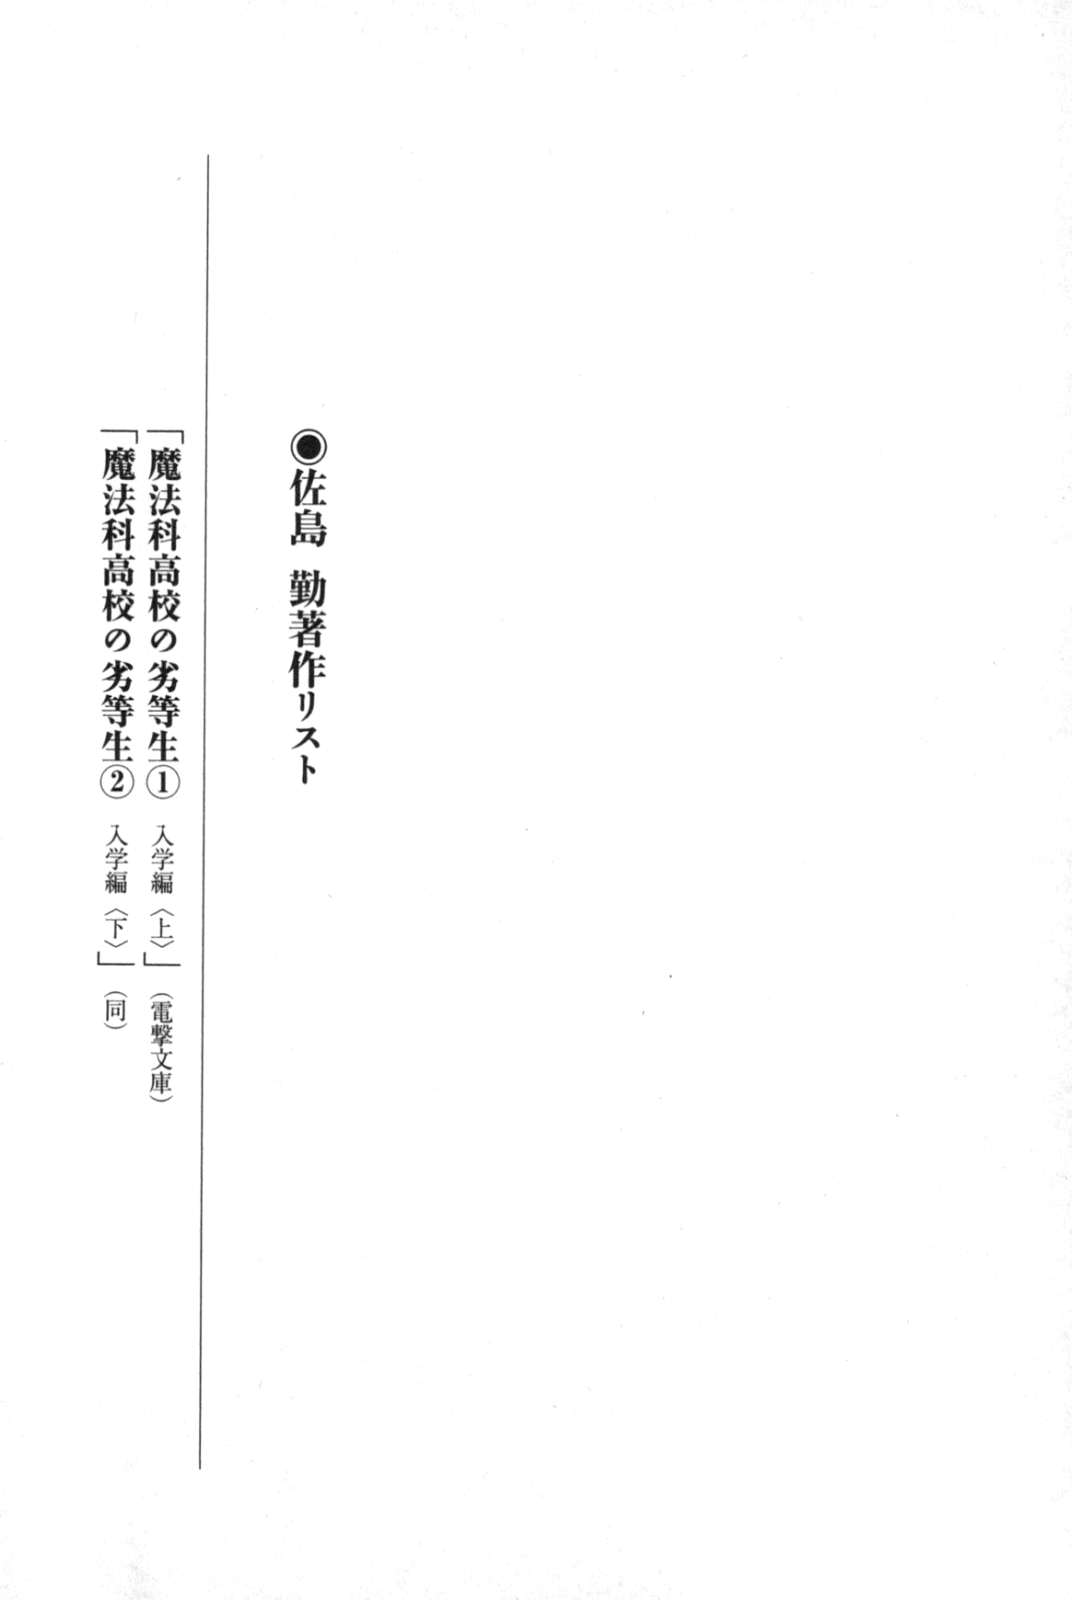 ◉佐島 勤著作リスト
「魔法科高校の劣等生① 入学編〈上〉」（電撃文庫）
「魔法科高校の劣等生② 入学編〈下〉」（同）